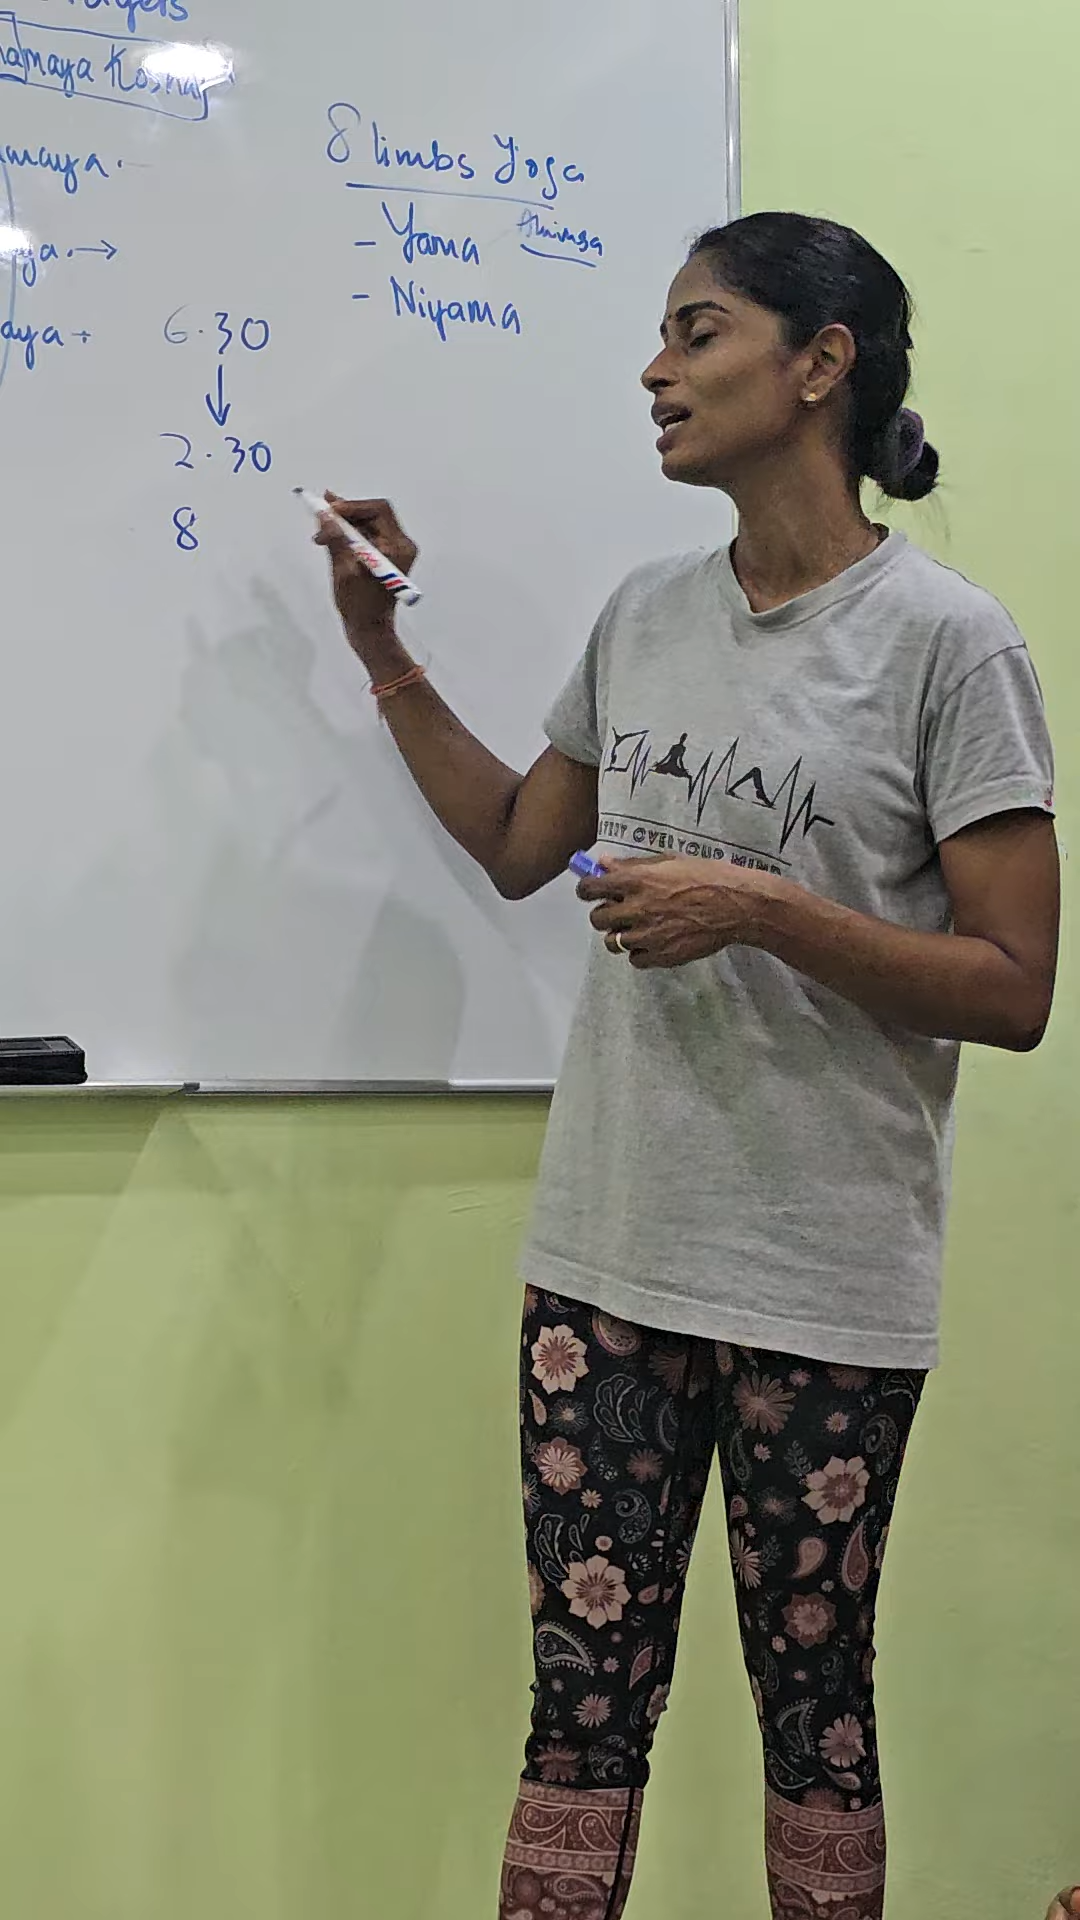 Kosha
maya.
ya. →
aya ÷
8 limbs Yoga
- Yama Ahimsa
- Niyama
6.30
↓
2.30
8
OVER YOUR MIND